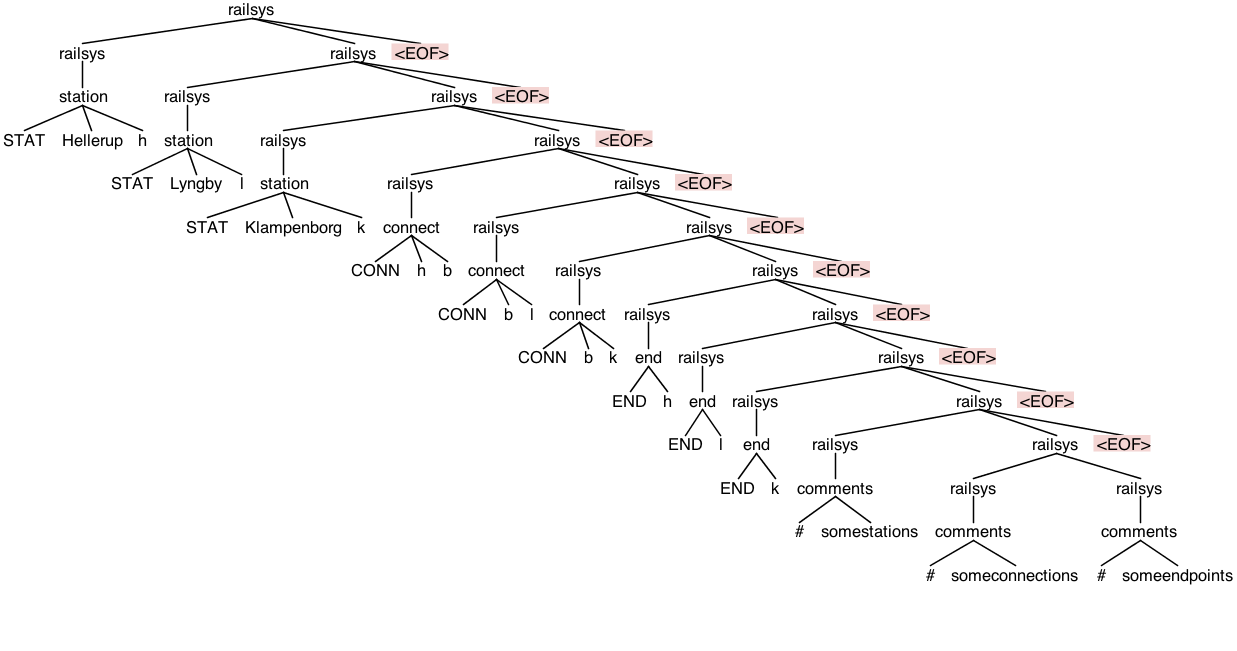 railsys
railsys railsys <EOF>
station railsys railsys <EOF>
STAT Hellerup h station railsys railsys <EOF>
STAT Lyngby l station railsys railsys <EOF>
STAT Klampenborg k connect railsys railsys <EOF>
CONN h b connect railsys railsys <EOF>
CONN b l connect railsys railsys <EOF>
CONN b k end railsys railsys <EOF>
END h end railsys railsys <EOF>
END l end railsys railsys <EOF>
END k comments railsys railsys
# somestations comments comments
# someconnections # someendpoints